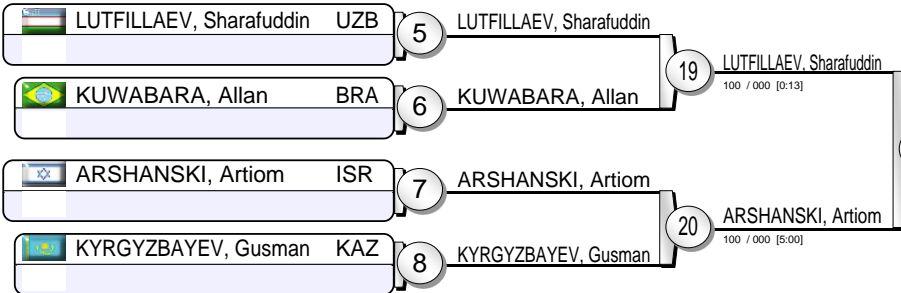 LUTFILLAEV, Sharafuddin UZB
5
LUTFILLAEV, Sharafuddin
KUWABARA, Allan BRA
6
KUWABARA, Allan
19
LUTFILLAEV, Sharafuddin
100 / 000 [0:13]
ARSHANSKI, Artiom ISR
7
ARSHANSKI, Artiom
KYRGYZBAYEV, Gusman KAZ
8
KYRGYZBAYEV, Gusman
20
ARSHANSKI, Artiom
100 / 000 [5:00]